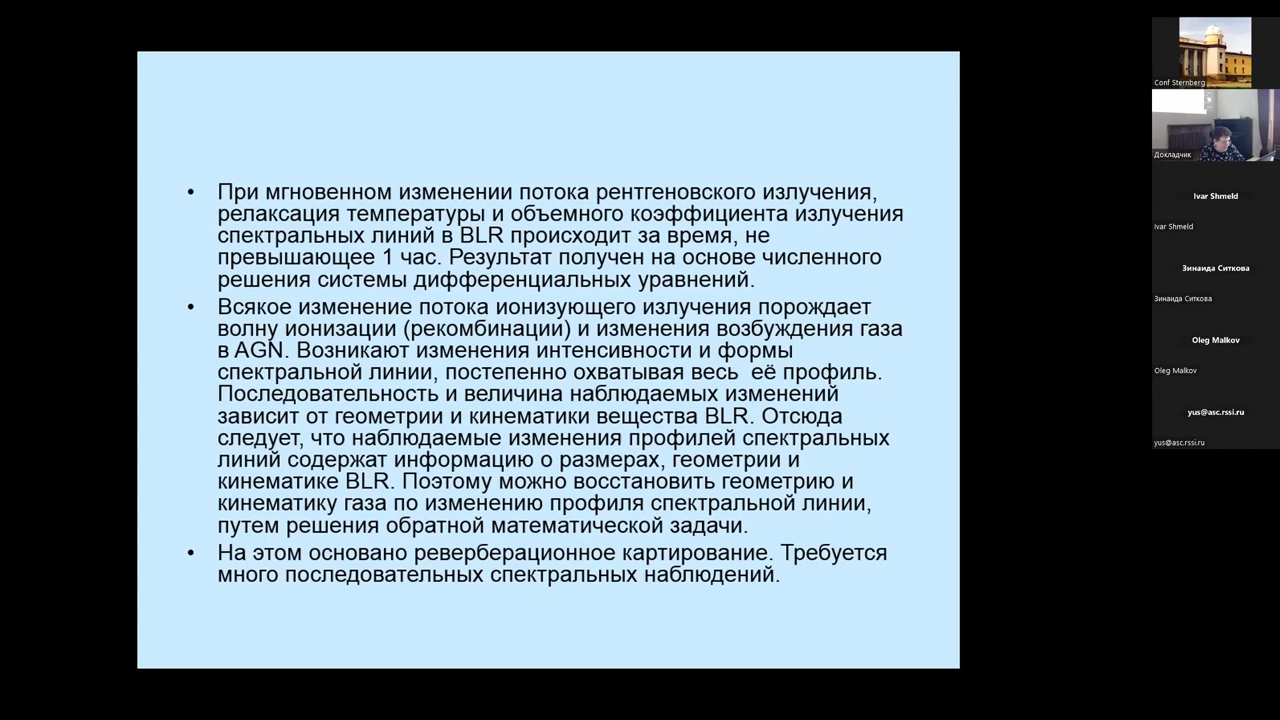 • При мгновенном изменении потока рентгеновского излучения,
релаксация температуры и объемного коэффициента излучения
спектральных линий в BLR происходит за время, не
превышающее 1 час. Результат получен на основе численного
решения системы дифференциальных уравнений.
• Всякое изменение потока ионизующего излучения порождает
волну ионизации (рекомбинации) и изменения возбуждения газа
в AGN. Возникают изменения интенсивности и формы
спектральной линии, постепенно охватывая весь её профиль.
Последовательность и величина наблюдаемых изменений
зависит от геометрии и кинематики вещества BLR. Отсюда
следует, что наблюдаемые изменения профилей спектральных
линий содержат информацию о размерах, геометрии и
кинематике BLR. Поэтому можно восстановить геометрию и
кинематику газа по изменению профиля спектральной линии,
путем решения обратной математической задачи.
• На этом основано реверберационное картирование. Требуется
много последовательных спектральных наблюдений.
Conf Sternberg
Докладчик
Ivar Shmeld
Ivar Shmeld
Зинаида Ситкова
Зинаида Ситкова
Oleg Malkov
Oleg Malkov
yus@asc.rssi.ru
yus@asc.rssi.ru